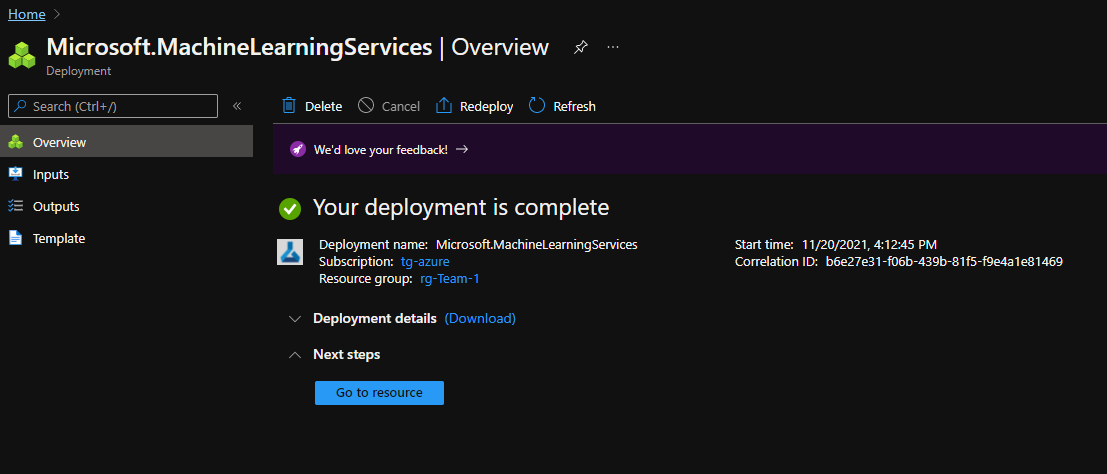 Home
Microsoft.MachineLearningServices | Overview
Deployment
Search (Ctrl+/)
Delete Cancel Redeploy Refresh
Overview
Inputs
Outputs
Template
We'd love your feedback!
Your deployment is complete
Deployment name: Microsoft.MachineLearningServices
Subscription: tg-azure
Resource group: rg-Team-1
Start time: 11/20/2021, 4:12:45 PM
Correlation ID: b6e27e31-f06b-439b-81f5-f9e4a1e81469
Deployment details (Download)
Next steps
Go to resource